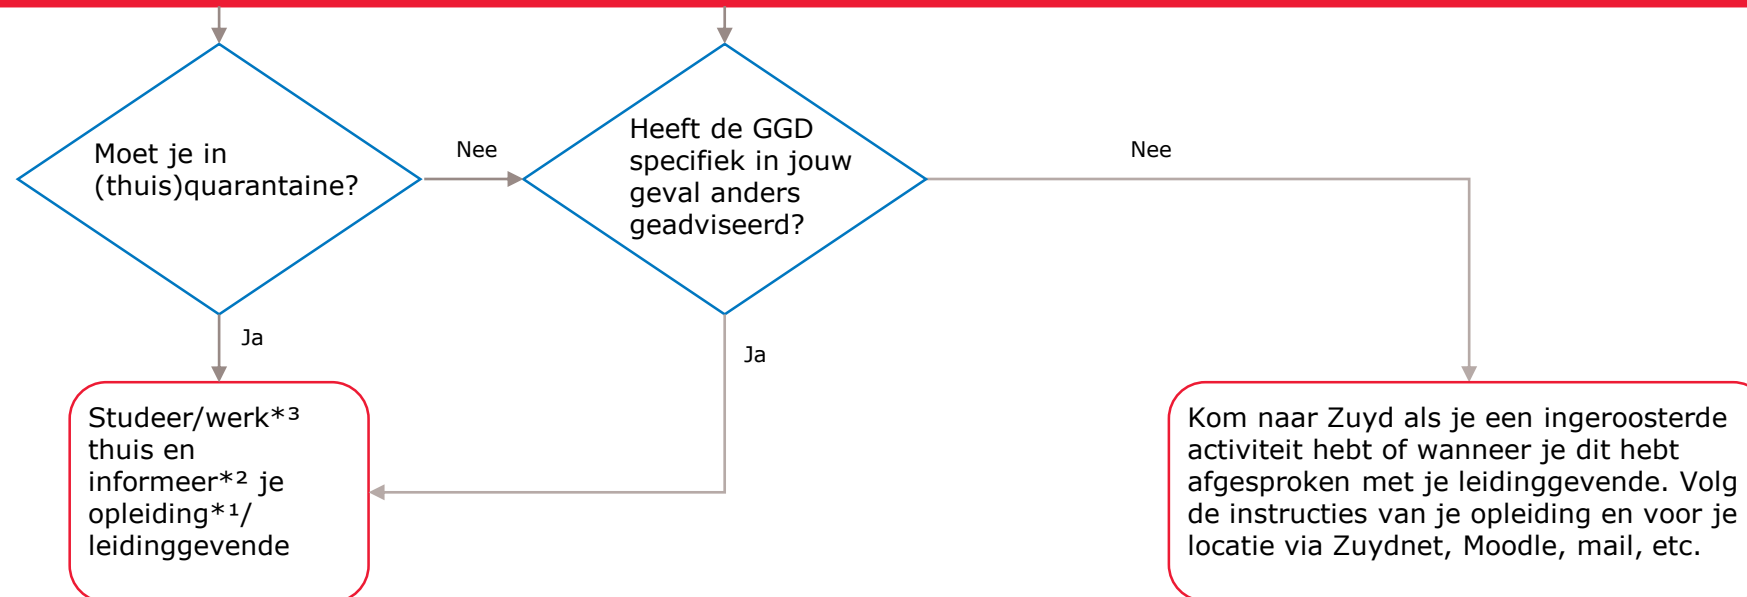 Moet je in
(thuis)quarantaine?
Nee
Heeft de GGD
specifiek in jouw
geval anders
geadviseerd?
Nee
Ja
Ja
Studeer/werk*³
thuis en
informeer*² je
opleiding*¹/
leidinggevende
Kom naar Zuyd als je een ingeroosterde
activiteit hebt of wanneer je dit hebt
afgesproken met je leidinggevende. Volg
de instructies van je opleiding en voor je
locatie via Zuydnet, Moodle, mail, etc.